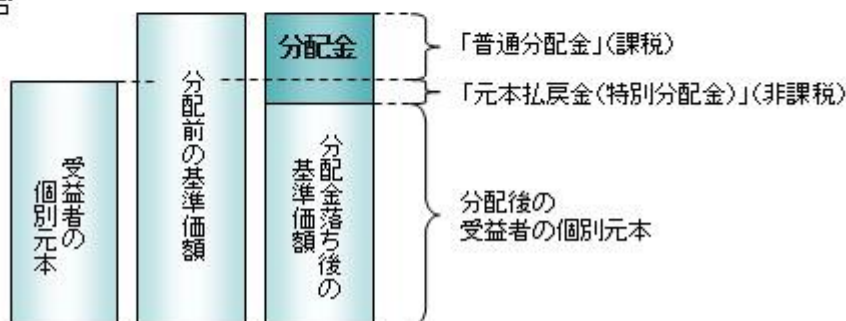 受益者の
個別元本
分配前の基準価額
分配金
分配金落ち後の
基準価額
「普通分配金」(課税)
「元本払戻金(特別分配金)」(非課税)
分配後の
受益者の個別元本